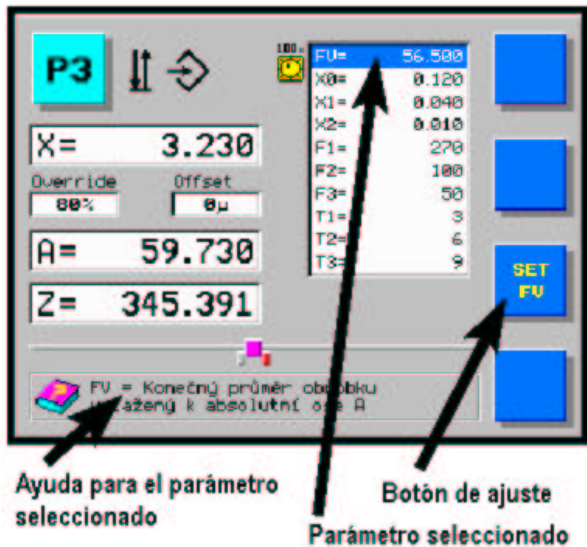 P3
100x
X= 3.230
Override Offset
80% 0µ
A= 59.730
Z= 345.391
FV= 56.500
X0= 0.120
X1= 0.040
X2= 0.010
F1= 270
F2= 100
F3= 50
T1= 3
T2= 6
T3= 9
SET
FV
FV = Konečný průměr obrobku
k absolutní ose A
Ayuda para el parámetro
seleccionado
Botón de ajuste
Parámetro seleccionado